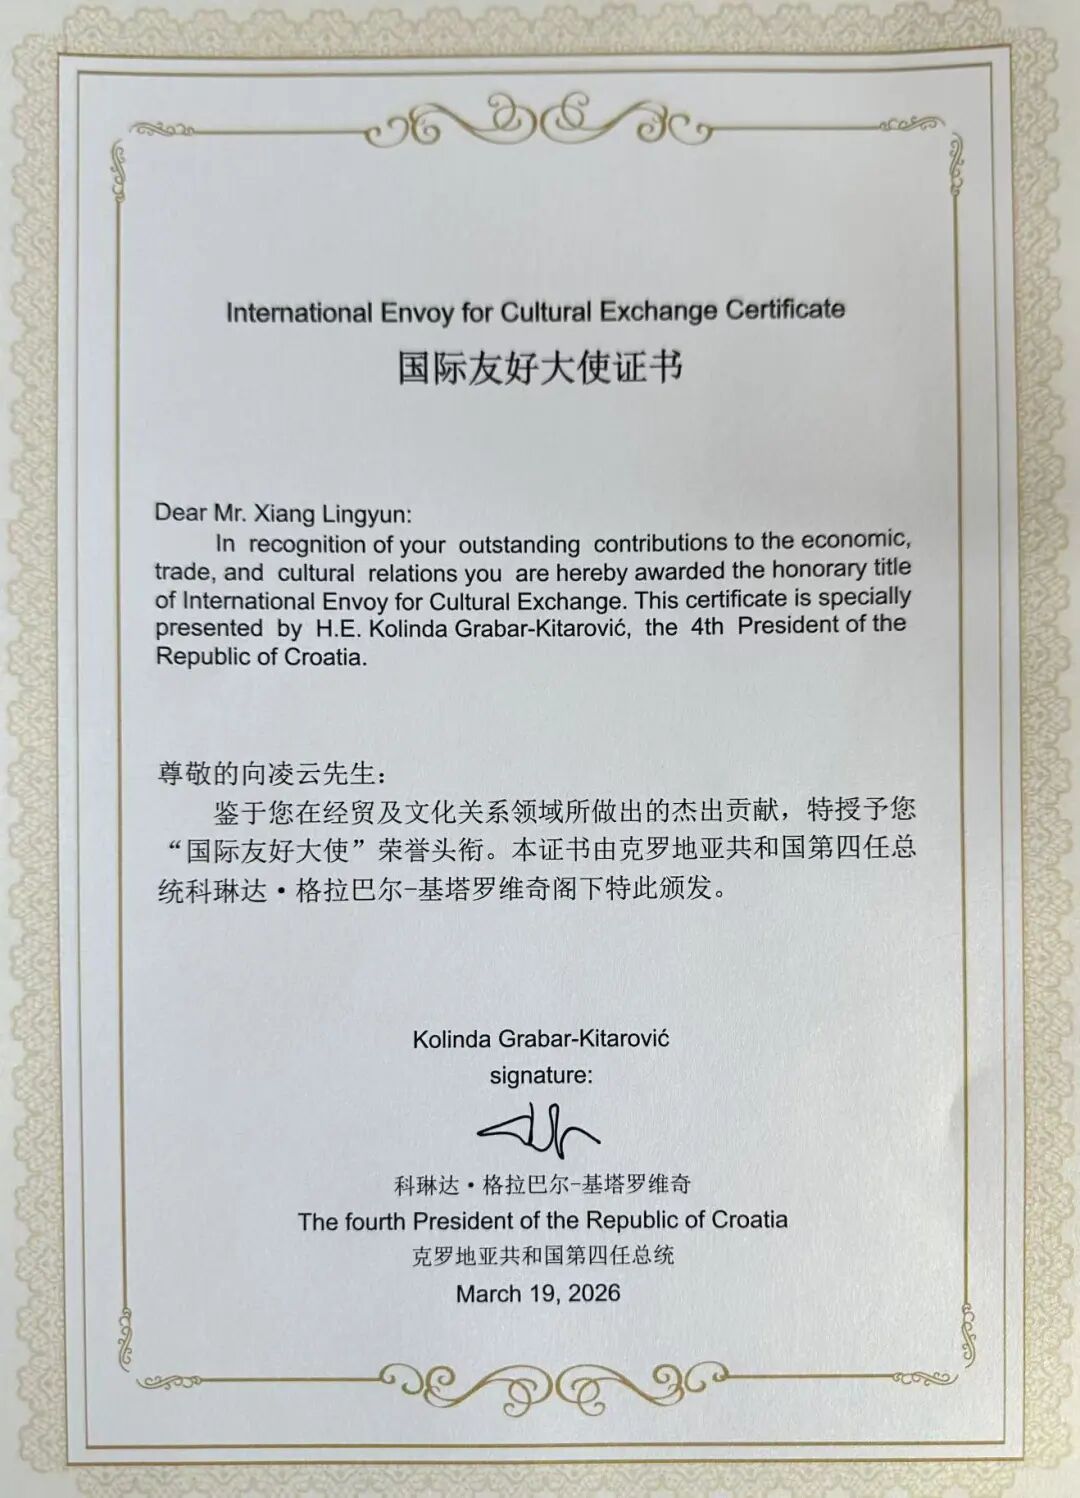 International Envoy for Cultural Exchange Certificate
国际友好大使证书
Dear Mr. Xiang Lingyun:
In recognition of your outstanding contributions to the economic,
trade, and cultural relations you are hereby awarded the honorary title
of International Envoy for Cultural Exchange. This certificate is specially
presented by H.E. Kolinda Grabar-Kitarović, the 4th President of the
Republic of Croatia.
尊敬的向凌云先生：
鉴于您在经贸及文化关系领域所做出的杰出贡献，特授予您
“国际友好大使”荣誉头衔。本证书由克罗地亚共和国第四任总
统科琳达·格拉巴尔-基塔罗维奇阁下特此颁发。
Kolinda Grabar-Kitarović
signature:
科琳达·格拉巴尔-基塔罗维奇
The fourth President of the Republic of Croatia
克罗地亚共和国第四任总统
March 19, 2026